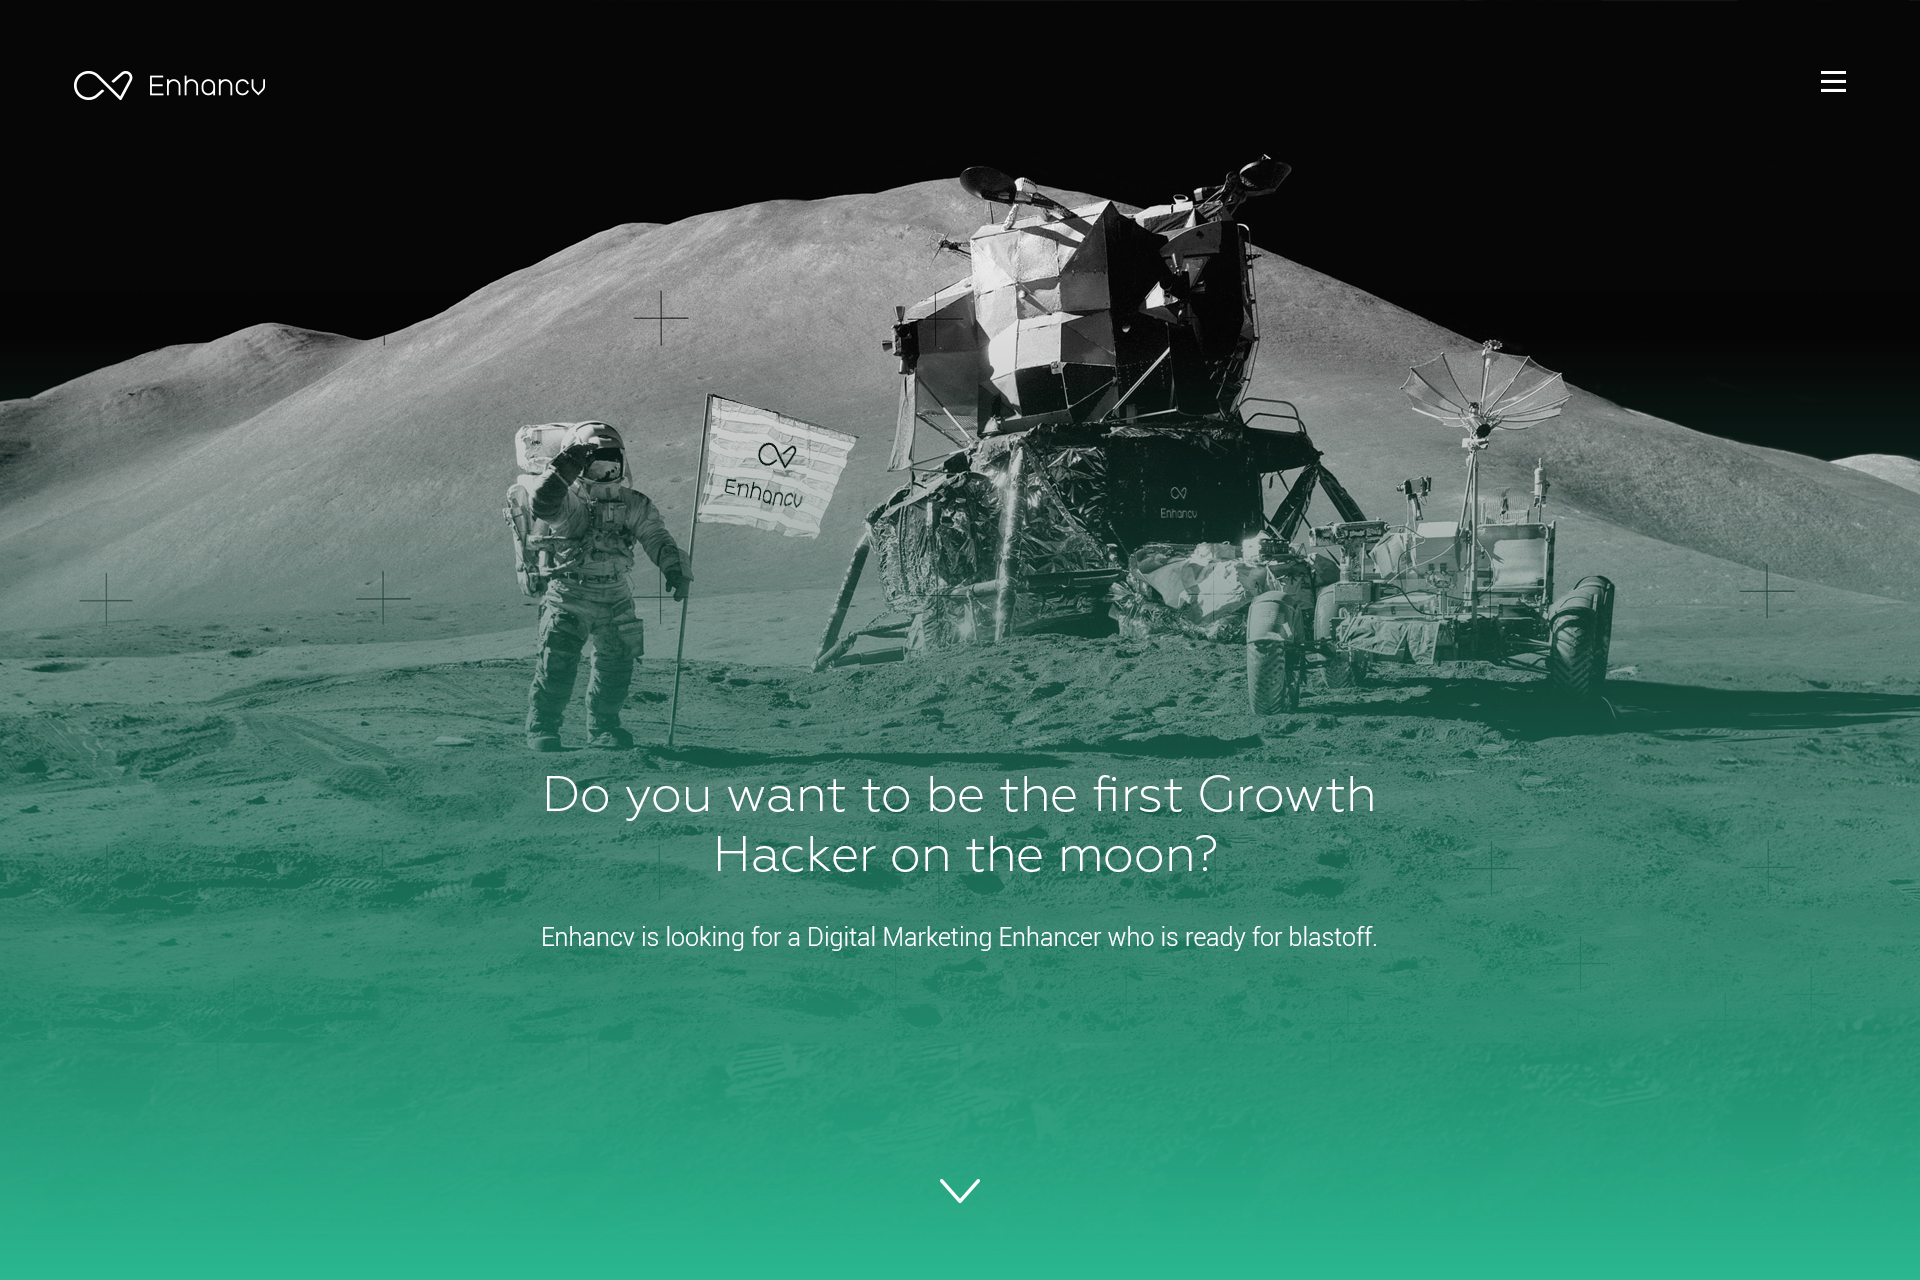 Enhancv
Enhancv
Enhancv
Do you want to be the first Growth
Hacker on the moon?
Enhancv is looking for a Digital Marketing Enhancer who is ready for blastoff.